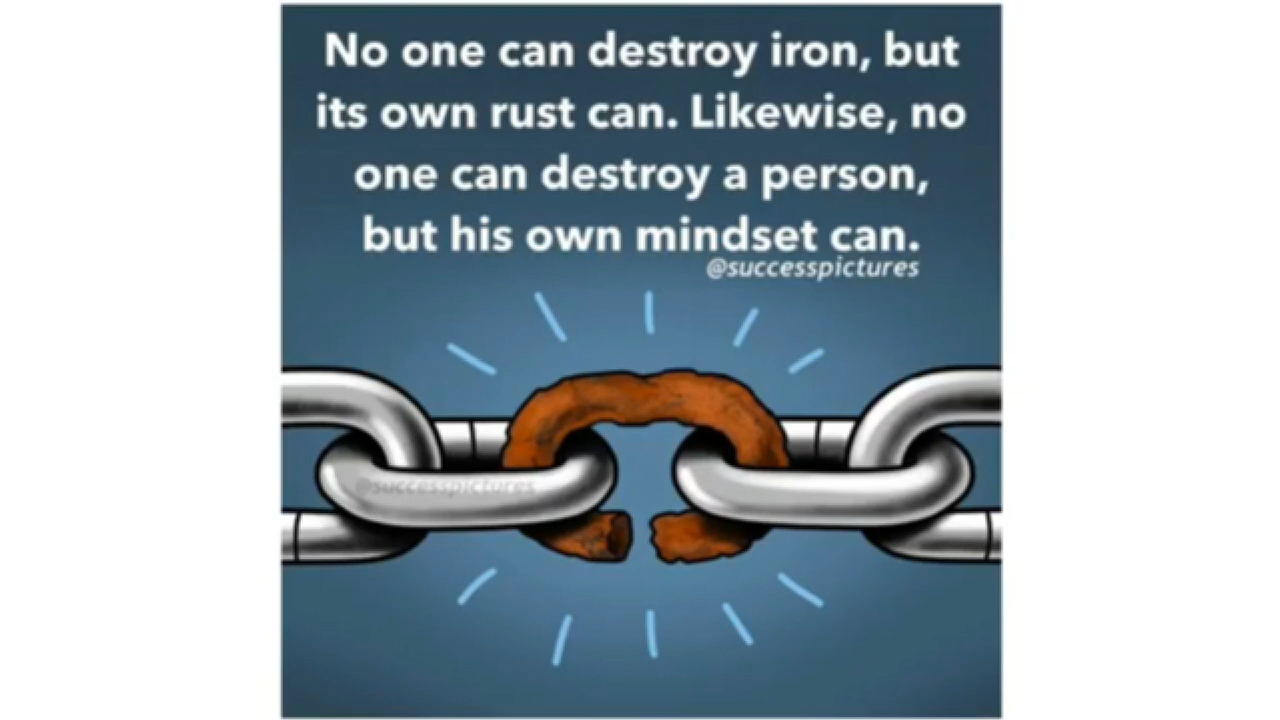 No one can destroy iron, but
its own rust can. Likewise, no
one can destroy a person,
but his own mindset can.
@successpictures
@successpictures